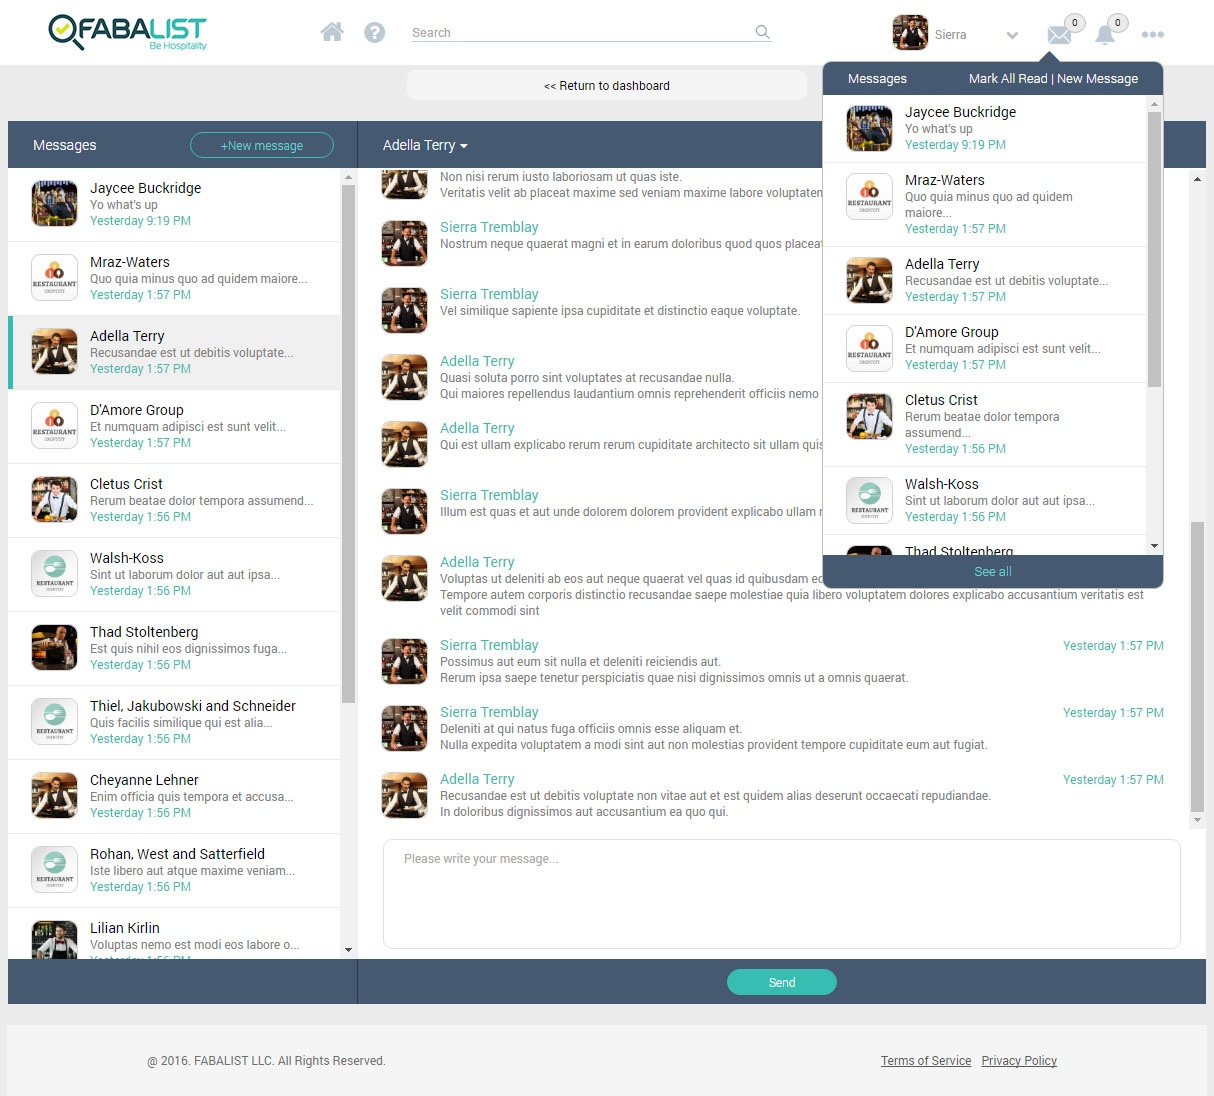 FABALIST
Be Hospitality
Search
Sierra
0
0
<< Return to dashboard
Messages
Mark All Read | New Message
Jaycee Buckridge
Yo what's up
Yesterday 9:19 PM
Mraz-Waters
Quo quia minus quo ad quidem
maiore...
Yesterday 1:57 PM
Adella Terry
Recusandae est ut debitis voluptate...
Yesterday 1:57 PM
D'Amore Group
Et numquam adipisci est sunt velit...
Yesterday 1:57 PM
Cletus Crist
Rerum beatae dolor tempora
assumend...
Yesterday 1:56 PM
Walsh-Koss
Sint ut laborum dolor aut aut ipsa...
Yesterday 1:56 PM
Thad Stoltenberg
See all
Messages
+New message
Jaycee Buckridge
Yo what's up
Yesterday 9:19 PM
RESTAURANT
IDENTITY
Mraz-Waters
Quo quia minus quo ad quidem maiore...
Yesterday 1:57 PM
Adella Terry
Recusandae est ut debitis voluptate...
Yesterday 1:57 PM
RESTAURANT
IDENTITY
D'Amore Group
Et numquam adipisci est sunt velit...
Yesterday 1:57 PM
Cletus Crist
Rerum beatae dolor tempora assumend...
Yesterday 1:56 PM
RESTAURANT
IDENTITY
Walsh-Koss
Sint ut laborum dolor aut aut ipsa...
Yesterday 1:56 PM
Thad Stoltenberg
Est quis nihil eos dignissimos fuga...
Yesterday 1:56 PM
RESTAURANT
IDENTITY
Thiel, Jakubowski and Schneider
Quis facilis similique qui est alia...
Yesterday 1:56 PM
Cheyanne Lehner
Enim officia quis tempora et accusa...
Yesterday 1:56 PM
RESTAURANT
IDENTITY
Rohan, West and Satterfield
Iste libero aut atque maxime veniam...
Yesterday 1:56 PM
Lilian Kirlin
Voluptas nemo est modi eos labore o...
Yesterday 1:56 PM
Adella Terry
Non nisi rerum iusto laboriosam ut quas iste.
Veritatis velit ab placeat maxime sed veniam maxime labore voluptatem
Sierra Tremblay
Nostrum neque quaerat magni et in earum doloribus quod quos placeat
Sierra Tremblay
Vel similique sapiente ipsa cupiditate et distinctio eaque voluptate.
Adella Terry
Quasi soluta porro sint voluptates at recusandae nulla.
Qui maiores repellendus laudantium omnis reprehenderit officiis nemo
Adella Terry
Qui est ullam explicabo rerum rerum cupiditate architecto sit ullam quis
Sierra Tremblay
Illum est quas et aut unde dolorem dolorem provident explicabo ullam
Adella Terry
Voluptas ut deleniti ab eos aut neque quaerat vel quas id quibusdam
Tempore autem corporis distinctio recusandae saepe molestiae quia libero voluptatem dolores explicabo accusantium veritatis est
velit commodi sint
Sierra Tremblay
Yesterday 1:57 PM
Possimus aut eum sit nulla et deleniti reiciendis aut.
Rerum ipsa saepe tenetur perspiciatis quae nisi dignissimos omnis ut a omnis quaerat.
Sierra Tremblay
Yesterday 1:57 PM
Deleniti at qui natus fuga officiis omnis esse aliquam et.
Nulla expedita voluptatem a modi sint aut non molestias provident tempore cupiditate eum aut fugiat.
Adella Terry
Yesterday 1:57 PM
Recusandae est ut debitis voluptate non vitae aut et est quidem alias deserunt occaecati repudiandae.
In doloribus dignissimos aut accusantium ea quo qui.
Please write your message...
Send
@ 2016. FABALIST LLC. All Rights Reserved.
Terms of Service Privacy Policy